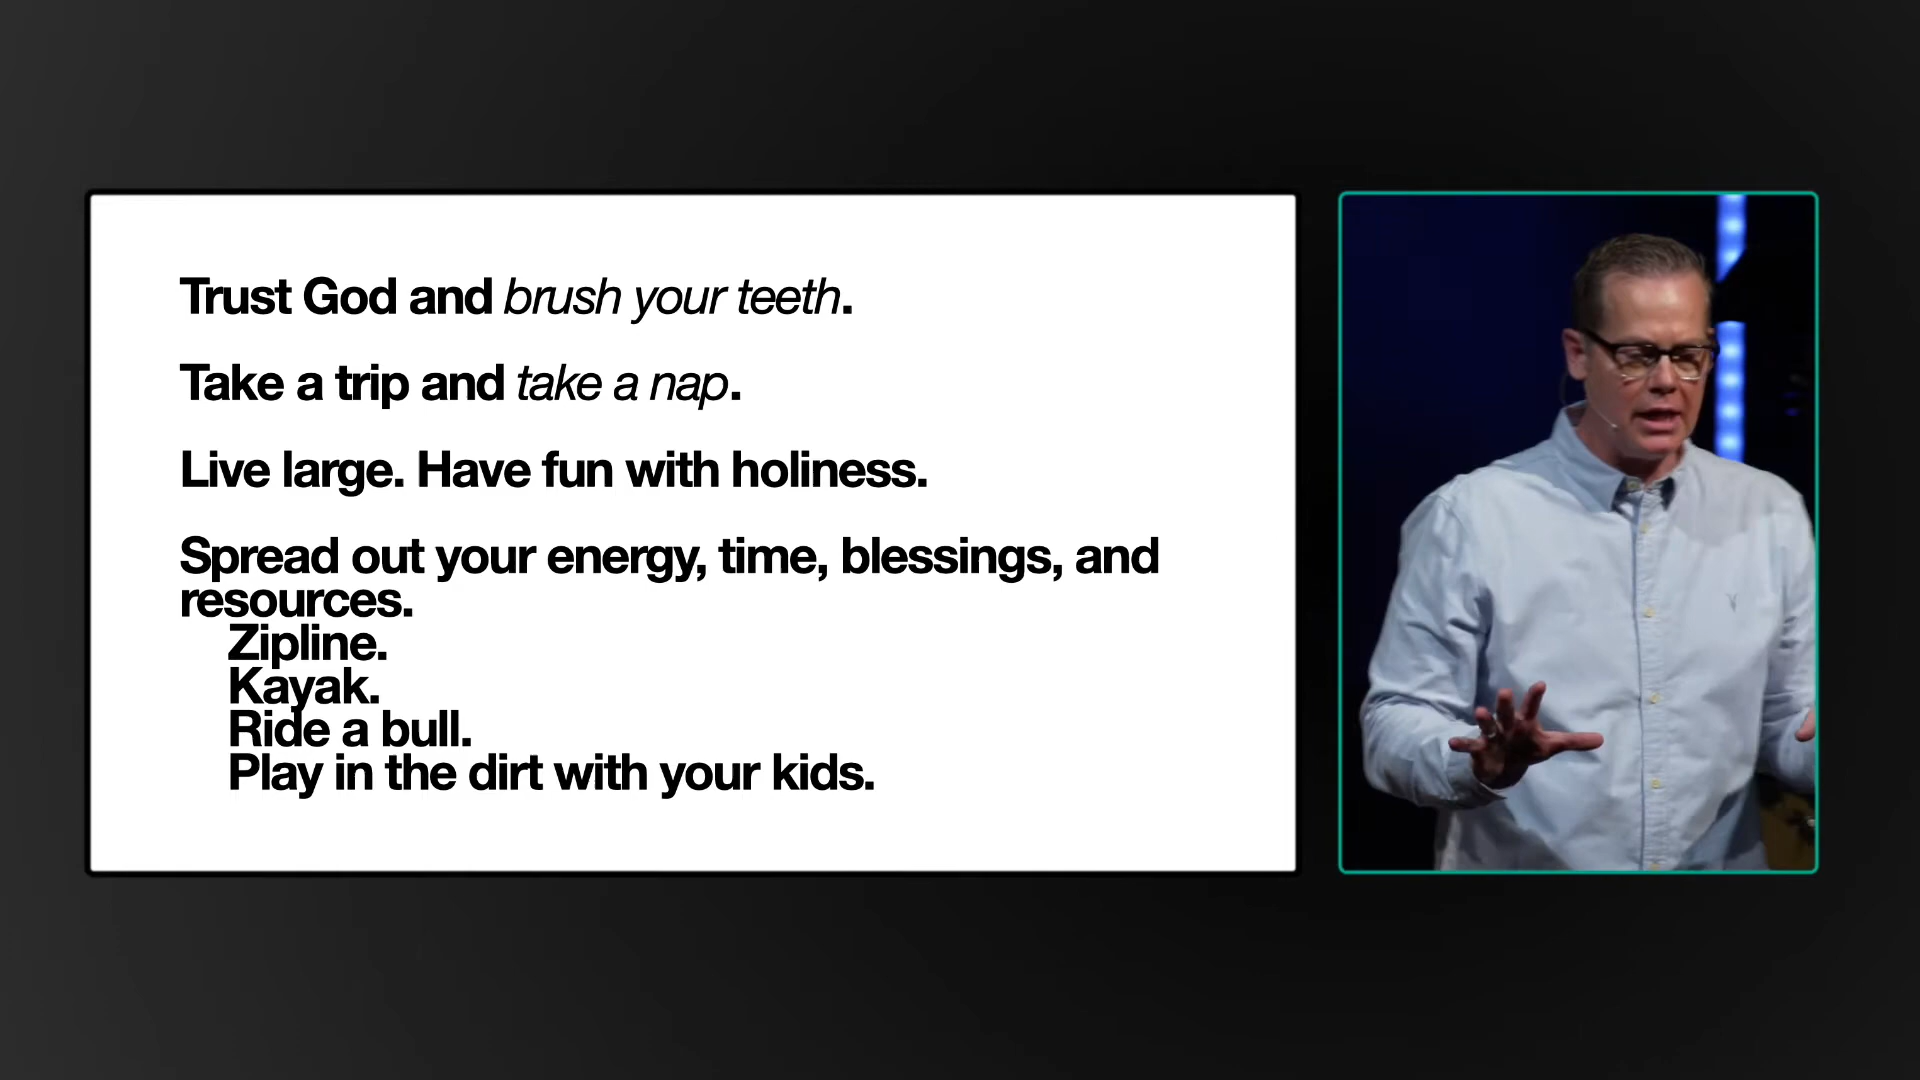 Trust God and brush your teeth.
Take a trip and take a nap.
Live large. Have fun with holiness.
Spread out your energy, time, blessings, and
resources.
Zipline.
Kayak.
Ride a bull.
Play in the dirt with your kids.